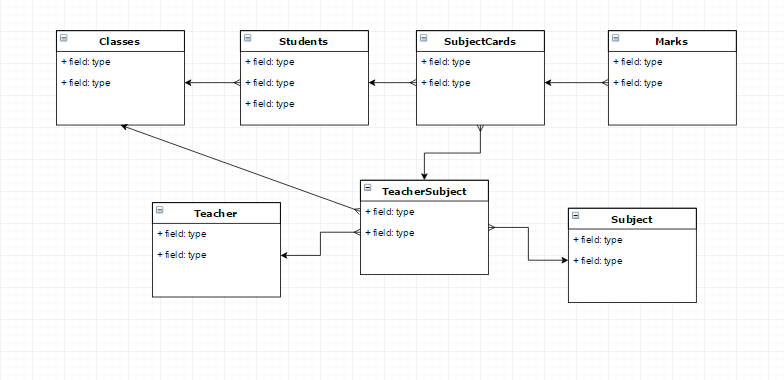 Classes
+ field: type
+ field: type
Students
+ field: type
+ field: type
+ field: type
SubjectCards
+ field: type
+ field: type
Marks
+ field: type
+ field: type
TeacherSubject
+ field: type
+ field: type
Teacher
+ field: type
+ field: type
Subject
+ field: type
+ field: type